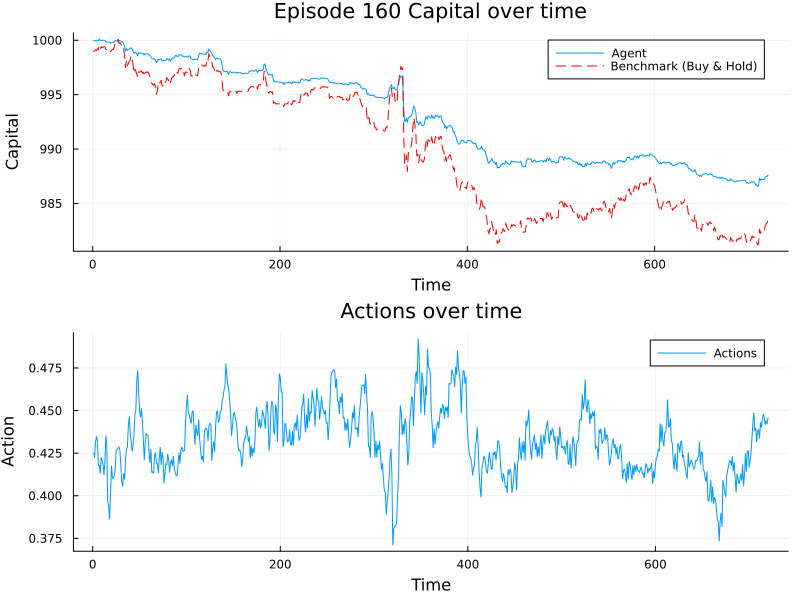 Episode 160 Capital over time
1000
995
990
985
Capital
Agent
Benchmark (Buy & Hold)
0
200
400
600
Time
Actions over time
0.475
0.450
0.425
0.400
0.375
Action
Actions
0
200
400
600
Time